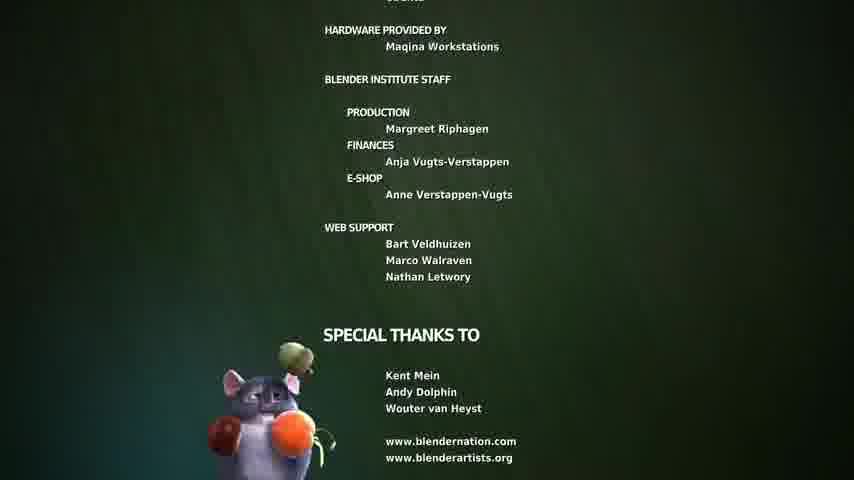 HARDWARE PROVIDED BY
Maqina Workstations
BLENDER INSTITUTE STAFF
PRODUCTION
Margreet Riphagen
FINANCES
Anja Vugts-Verstappen
E-SHOP
Anne Verstappen-Vugts
WEB SUPPORT
Bart Veldhuizen
Marco Walraven
Nathan Letwory
SPECIAL THANKS TO
Kent Mein
Andy Dolphin
Wouter van Heyst
www.blendernation.com
www.blenderartists.org